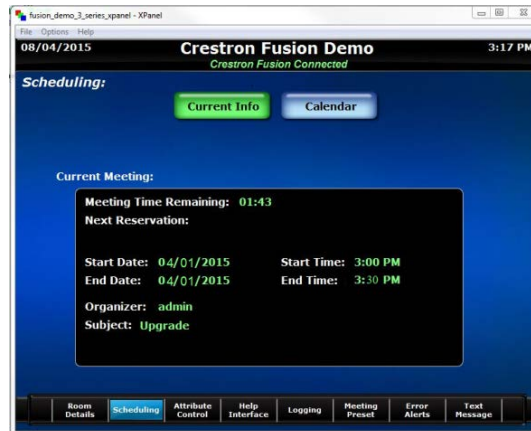 fusion_demo_3_series_xpanel - XPanel
File Options Help
08/04/2015 Crestron Fusion Demo 3:17 PM
Crestron Fusion Connected
Scheduling:
Current Info Calendar
Current Meeting:
Meeting Time Remaining: 01:43
Next Reservation:
Start Date: 04/01/2015 Start Time: 3:00 PM
End Date: 04/01/2015 End Time: 3:30 PM
Organizer: admin
Subject: Upgrade
Room Details Scheduling Attribute Control Help Interface Logging Meeting Preset Error Alerts Text Message